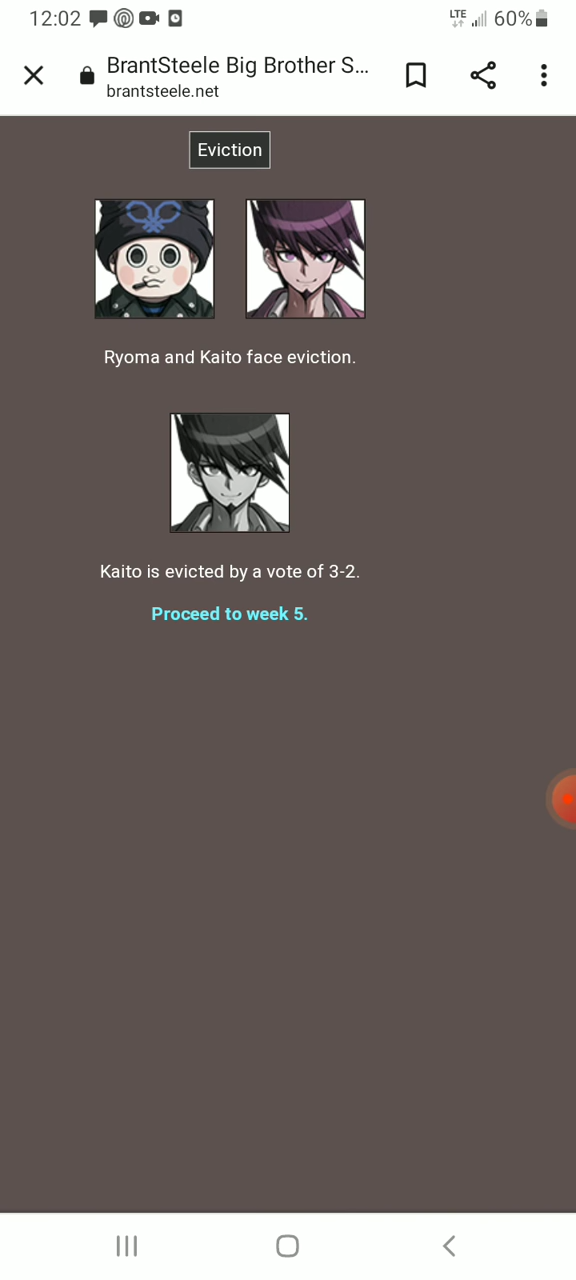 12:02
LTE
60%
BrantSteele Big Brother S...
brantsteele.net
Eviction
Ryoma and Kaito face eviction.
Kaito is evicted by a vote of 3-2.
Proceed to week 5.